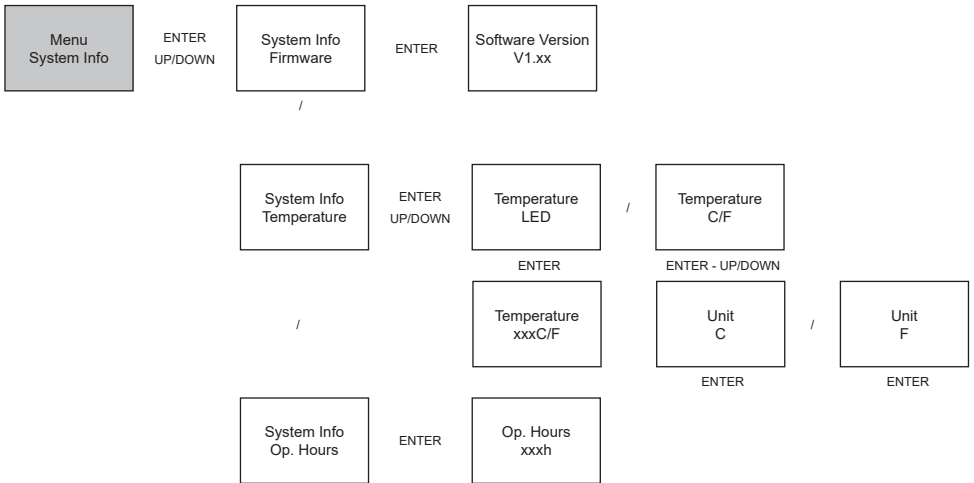 Menu
System Info
ENTER
UP/DOWN
System Info
Firmware
ENTER
Software Version
V1.xx
/
System Info
Temperature
ENTER
UP/DOWN
Temperature
LED
/
Temperature
C/F
ENTER
ENTER - UP/DOWN
/
Temperature
xxxC/F
Unit
C
/
Unit
F
ENTER
ENTER
System Info
Op. Hours
ENTER
Op. Hours
xxxh